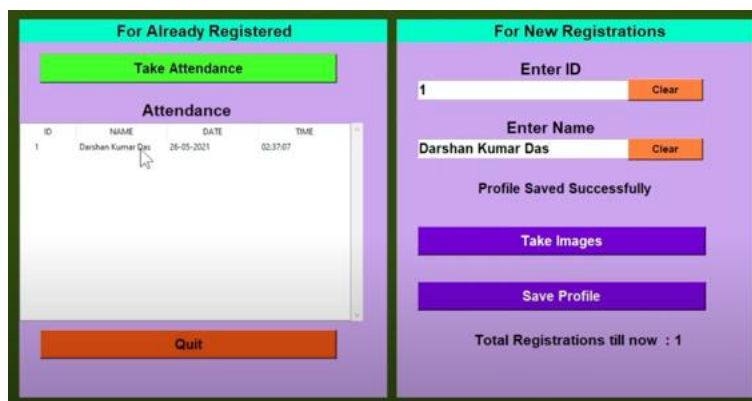 For Already Registered
Take Attendance
Attendance
ID NAME DATE TIME
1 Darshan Kumar Das 26-05-2021 02:37:07
Quit
For New Registrations
Enter ID
1 Clear
Enter Name
Darshan Kumar Das Clear
Profile Saved Successfully
Take Images
Save Profile
Total Registrations till now : 1